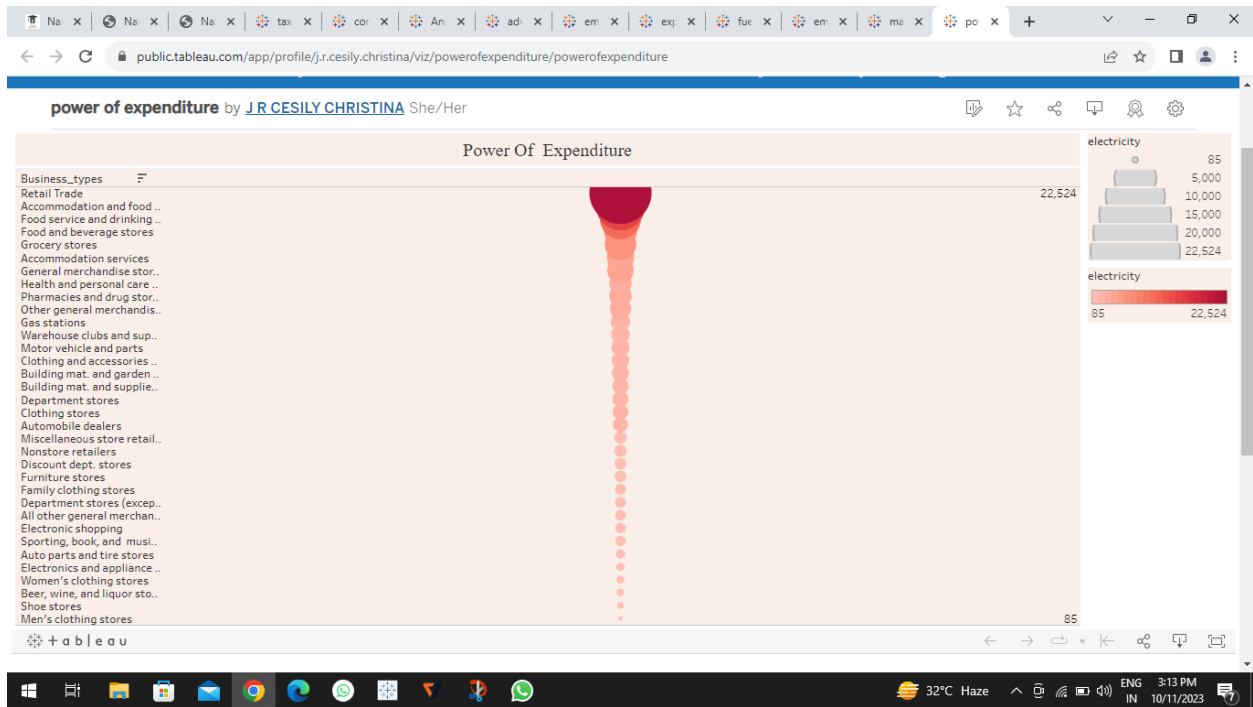 Na
Na
Na
tax
cor
An
adv
em
exp
fue
em
ma
po
public.tableau.com/app/profile/j.r.cesily.christina/viz/powerofexpenditure/powerofexpenditure
power of expenditure by J R CESILY CHRISTINA She/Her
Power Of Expenditure
Business_types
Retail Trade 22,524
Accommodation and food ..
Food service and drinking ..
Food and beverage stores
Grocery stores
Accommodation services
General merchandise stor..
Health and personal care ..
Pharmacies and drug stor..
Other general merchandis..
Gas stations
Warehouse clubs and sup..
Motor vehicle and parts
Clothing and accessories ..
Building mat. and garden ..
Building mat. and supplie..
Department stores
Clothing stores
Automobile dealers
Miscellaneous store retail..
Nonstore retailers
Discount dept. stores
Furniture stores
Family clothing stores
Department stores (excep..
All other general merchan..
Electronic shopping
Sporting, book, and musi..
Auto parts and tire stores
Electronics and appliance ..
Women's clothing stores
Beer, wine, and liquor sto..
Shoe stores
Men's clothing stores 85
electricity
85
5,000
10,000
15,000
20,000
22,524
electricity
85 22,524
+ a b l e a u
32°C Haze
ENG
IN
3:13 PM
10/11/2023
7